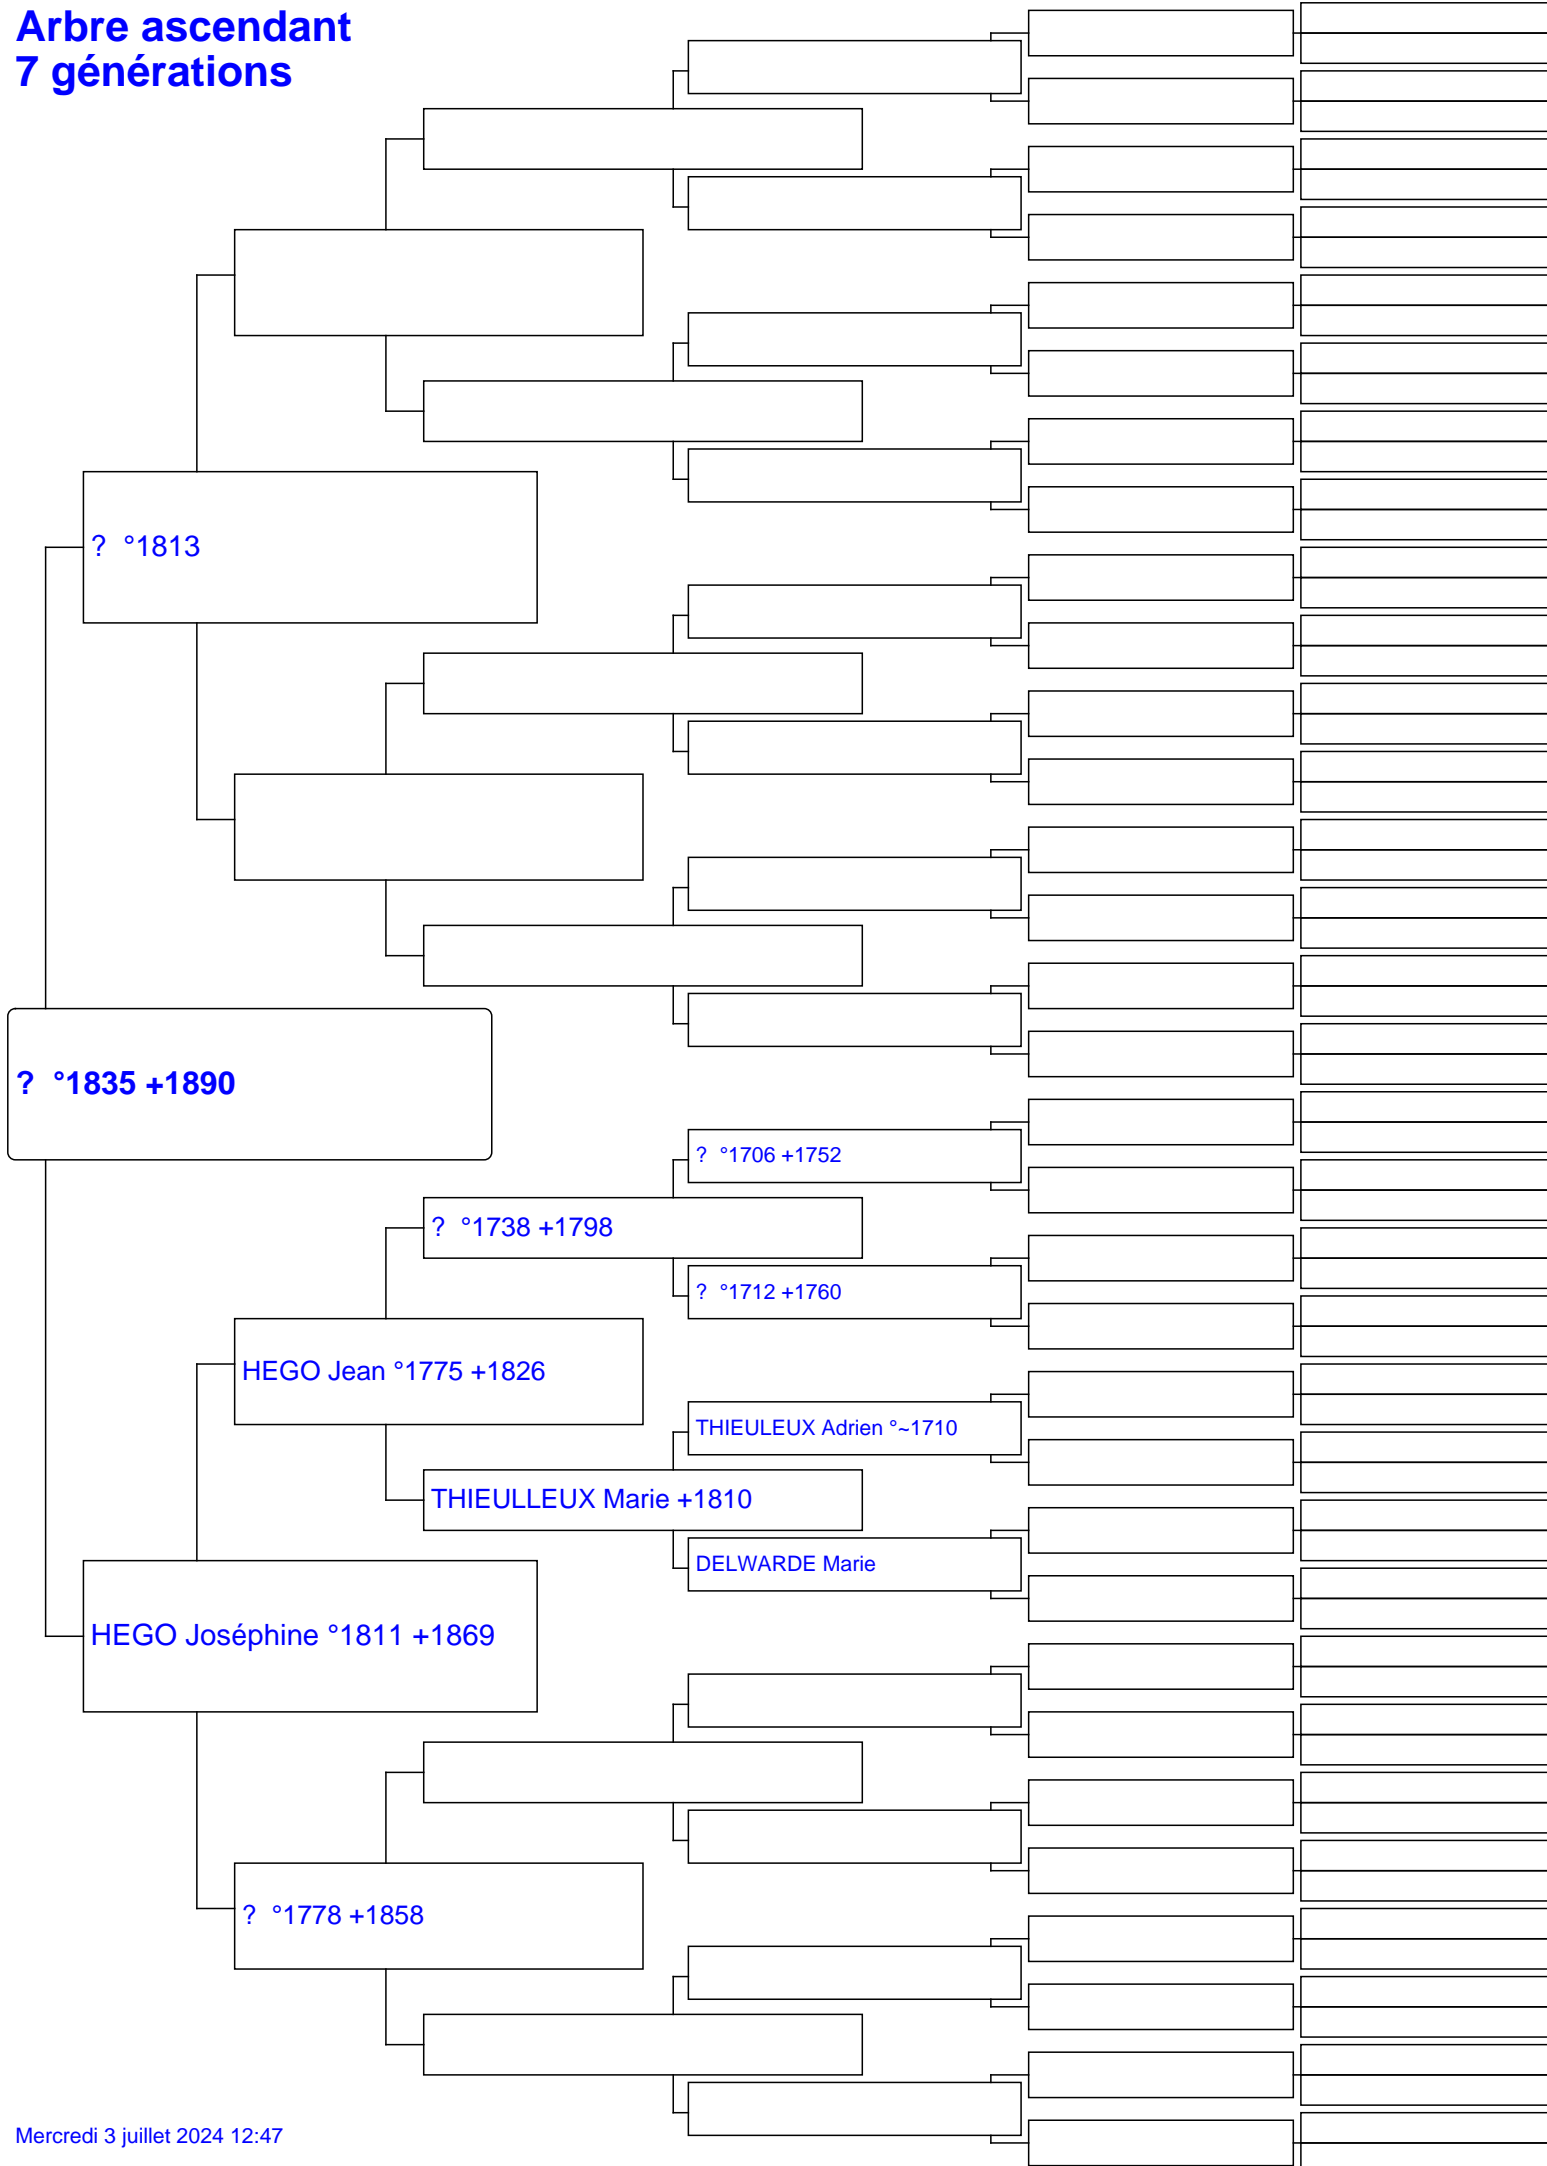 Arbre ascendant
7 générations
? °1813
? °1835 +1890
? °1706 +1752
? °1738 +1798
? °1712 +1760
HEGO Jean °1775 +1826
THIEULEUX Adrien °~1710
THIEULLEUX Marie +1810
DELWARDE Marie
HEGO Joséphine °1811 +1869
? °1778 +1858
Mercredi 3 juillet 2024 12:47